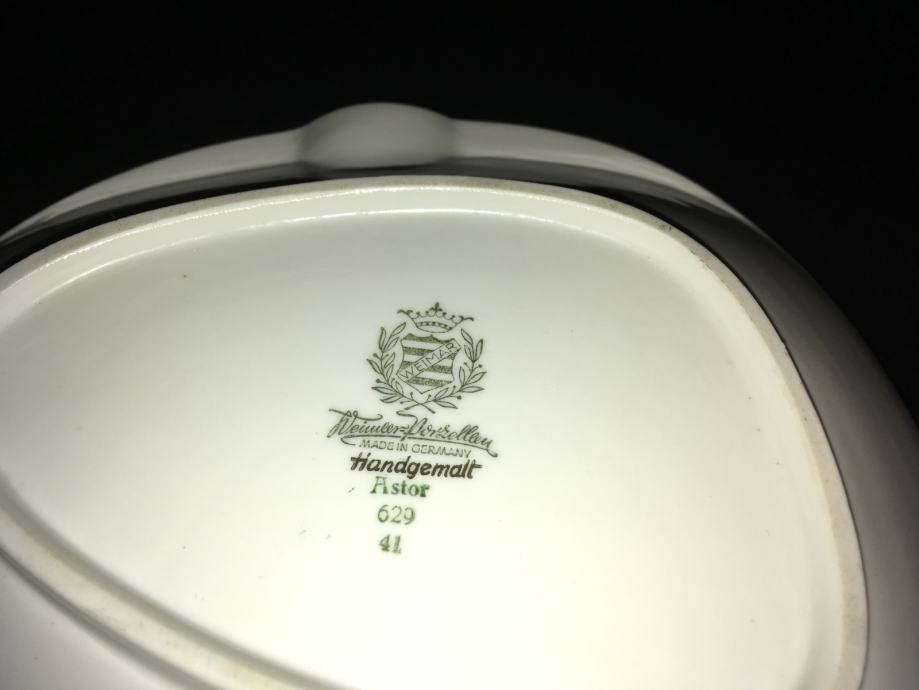 WEIMAR
Weimar-Porzellan
MADE IN GERMANY
Handgemalt
Astor
629
41